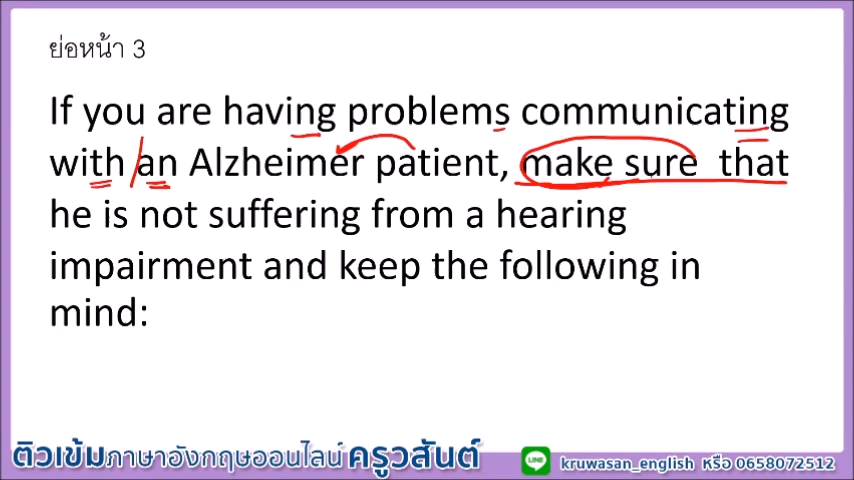 ย่อหน้า 3
If you are having problems communicating
with an Alzheimer patient, make sure that
he is not suffering from a hearing
impairment and keep the following in
mind:
ติวเข้มภาษาอังกฤษออนไลน์ ครูวสันต์
LINE kruwasan_english หรือ 0658072512